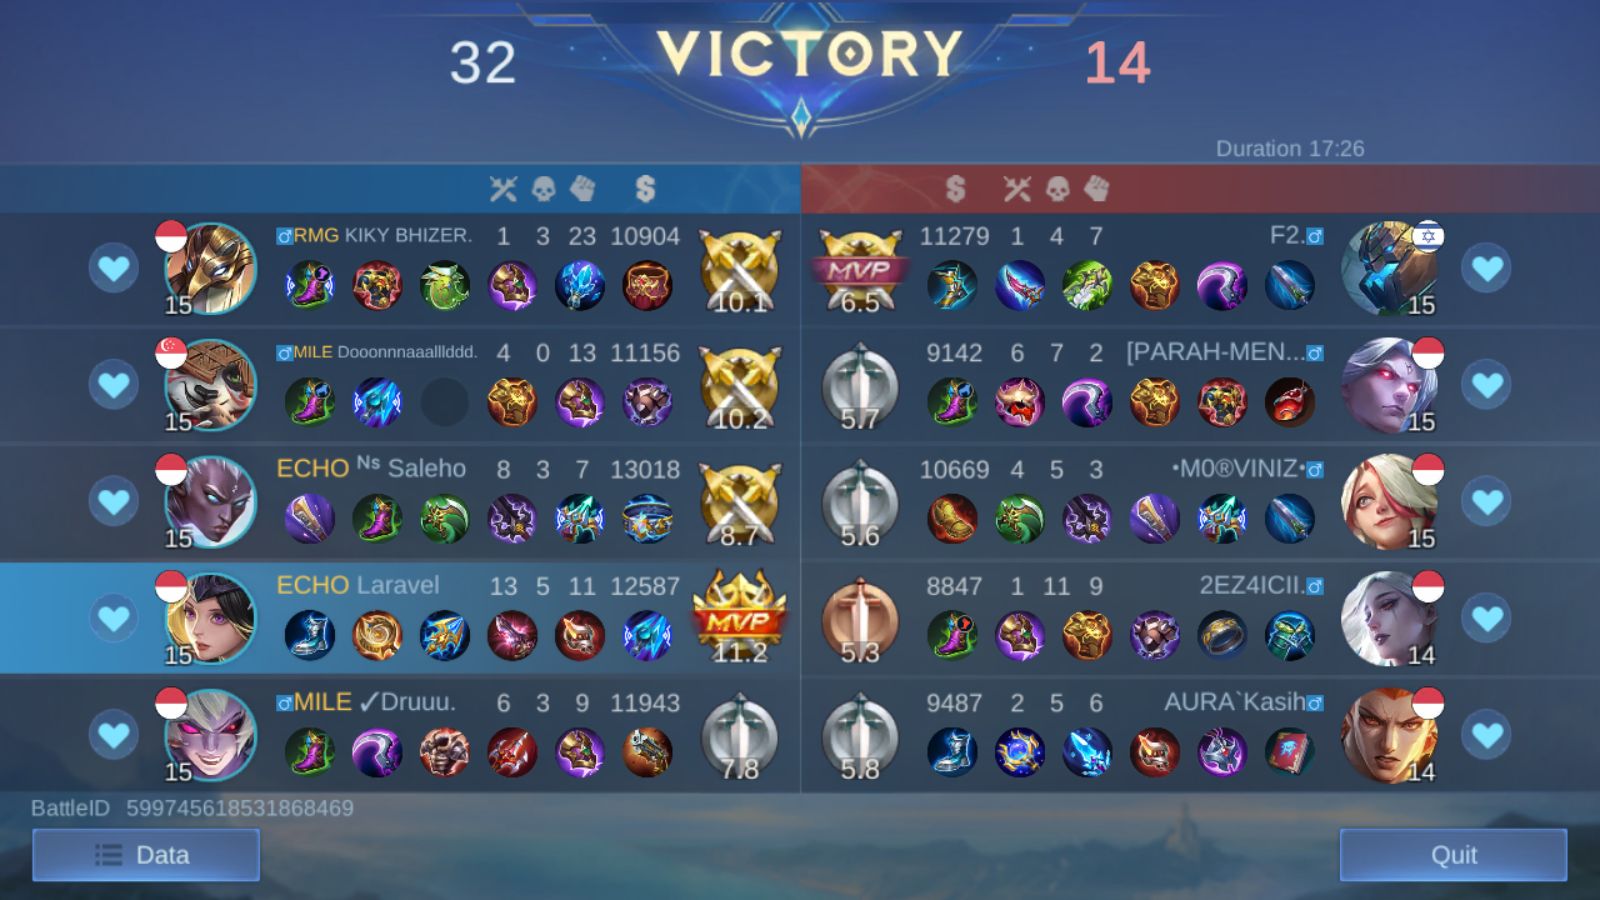 32 VICTORY 14
Duration 17:26
RMG KIKY BHIZER. 1 3 23 10904
15 10.1
11279 1 4 7 F2.
MVP 6.5 15
MILE Dooonnnaaallldddd. 4 0 13 11156
15 10.2
9142 6 7 2 [PARAH-MEN...
5.7 15
ECHO ᴺˢ Saleho 8 3 7 13018
15 8.7
10669 4 5 3 •M0®VINIZ•
5.6 15
ECHO Laravel 13 5 11 12587
15 MVP 11.2
8847 1 11 9 2EZ4ICII.
5.3 14
MILE ✓Druuu. 6 3 9 11943
15 7.8
9487 2 5 6 AURA`Kasih
5.8 14
BattleID 599745618531868469
Data
Quit